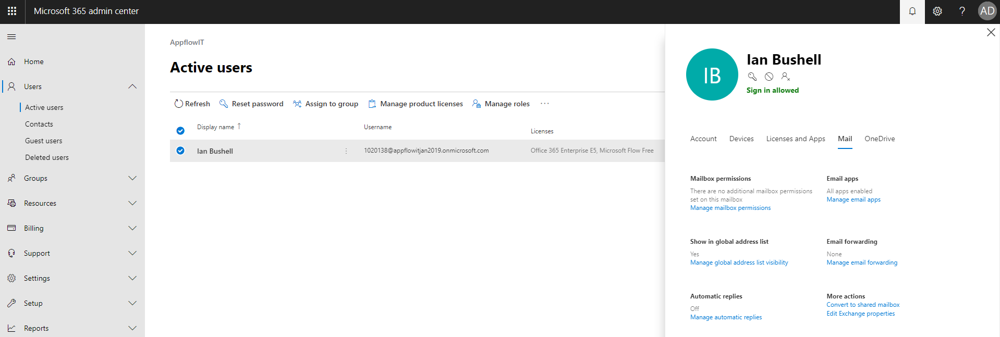 Microsoft 365 admin center
AD
Home
Users
Active users
Contacts
Guest users
Deleted users
Groups
Resources
Billing
Support
Settings
Setup
Reports
AppflowIT
Active users
Refresh Reset password Assign to group Manage product licenses Manage roles ...
Display name ↑ Username Licenses
Ian Bushell 1020138@appflowitjan2019.onmicrosoft.com Office 365 Enterprise E5, Microsoft Flow Free
IB
Ian Bushell
Sign in allowed
Account Devices Licenses and Apps Mail OneDrive
Mailbox permissions
There are no additional mailbox permissions
set on this mailbox
Manage mailbox permissions
Email apps
All apps enabled
Manage email apps
Show in global address list
Yes
Manage global address list visibility
Email forwarding
None
Manage email forwarding
Automatic replies
Off
Manage automatic replies
More actions
Convert to shared mailbox
Edit Exchange properties